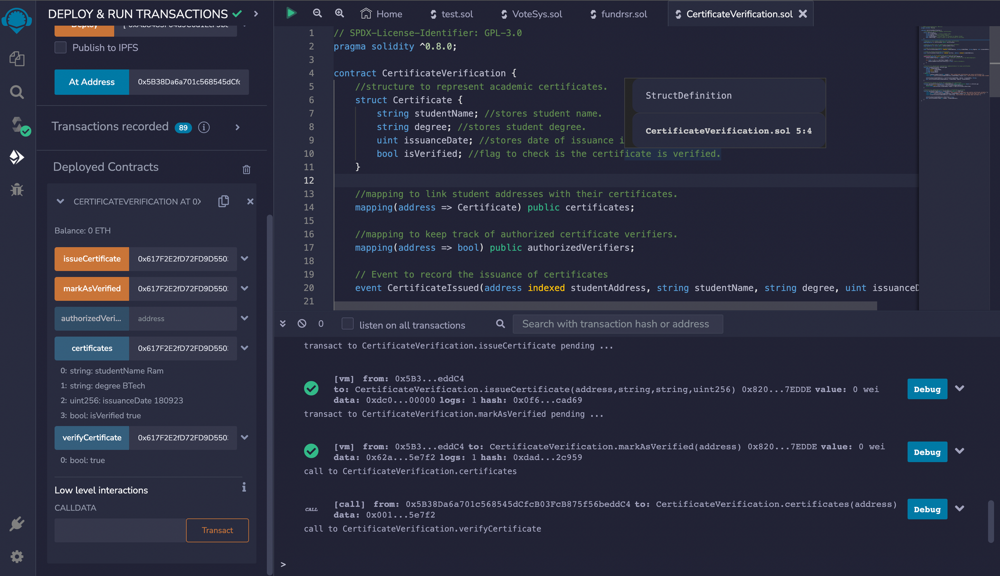 DEPLOY & RUN TRANSACTIONS
Publish to IPFS
At Address
0x5B38Da6a701c568545dCfc
Transactions recorded 89
Deployed Contracts
CERTIFICATEVERIFICATION AT 0X
Balance: 0 ETH
issueCertificate 0x617F2E2fD72FD9D5503
markAsVerified 0x617F2E2fD72FD9D5503
authorizedVeri... address
certificates 0x617F2E2fD72FD9D5503
0: string: studentName Ram
1: string: degree BTech
2: uint256: issuanceDate 180923
3: bool: isVerified true
verifyCertificate 0x617F2E2fD72FD9D5503
0: bool: true
Low level interactions
CALLDATA
Transact
Home
test.sol
VoteSys.sol
fundrsr.sol
CertificateVerification.sol
1 // SPDX-License-Identifier: GPL-3.0
2 pragma solidity ^0.8.0;
3
4 contract CertificateVerification {
5 //structure to represent academic certificates.
6 struct Certificate {
7 string studentName; //stores student name.
8 string degree; //stores student degree.
9 uint issuanceDate; //stores date of issuance i
10 bool isVerified; //flag to check is the certificate is verified.
11 }
12
13 //mapping to link student addresses with their certificates.
14 mapping(address => Certificate) public certificates;
15
16 //mapping to keep track of authorized certificate verifiers.
17 mapping(address => bool) public authorizedVerifiers;
18
19 // Event to record the issuance of certificates
20 event CertificateIssued(address indexed studentAddress, string studentName, string degree, uint issuanceD
21
StructDefinition
CertificateVerification.sol 5:4
0 listen on all transactions Search with transaction hash or address
transact to CertificateVerification.issueCertificate pending ...
[vm] from: 0x5B3...eddC4
to: CertificateVerification.issueCertificate(address,string,string,uint256) 0x820...7EDDE value: 0 wei
data: 0xdc0...00000 logs: 1 hash: 0x0f6...cad69
Debug
transact to CertificateVerification.markAsVerified pending ...
[vm] from: 0x5B3...eddC4 to: CertificateVerification.markAsVerified(address) 0x820...7EDDE value: 0 wei
data: 0x62a...5e7f2 logs: 1 hash: 0xdad...2c959
Debug
call to CertificateVerification.certificates
CALL
[call] from: 0x5B38Da6a701c568545dCfcB03FcB875f56beddC4 to: CertificateVerification.certificates(address)
data: 0x001...5e7f2
Debug
call to CertificateVerification.verifyCertificate
>